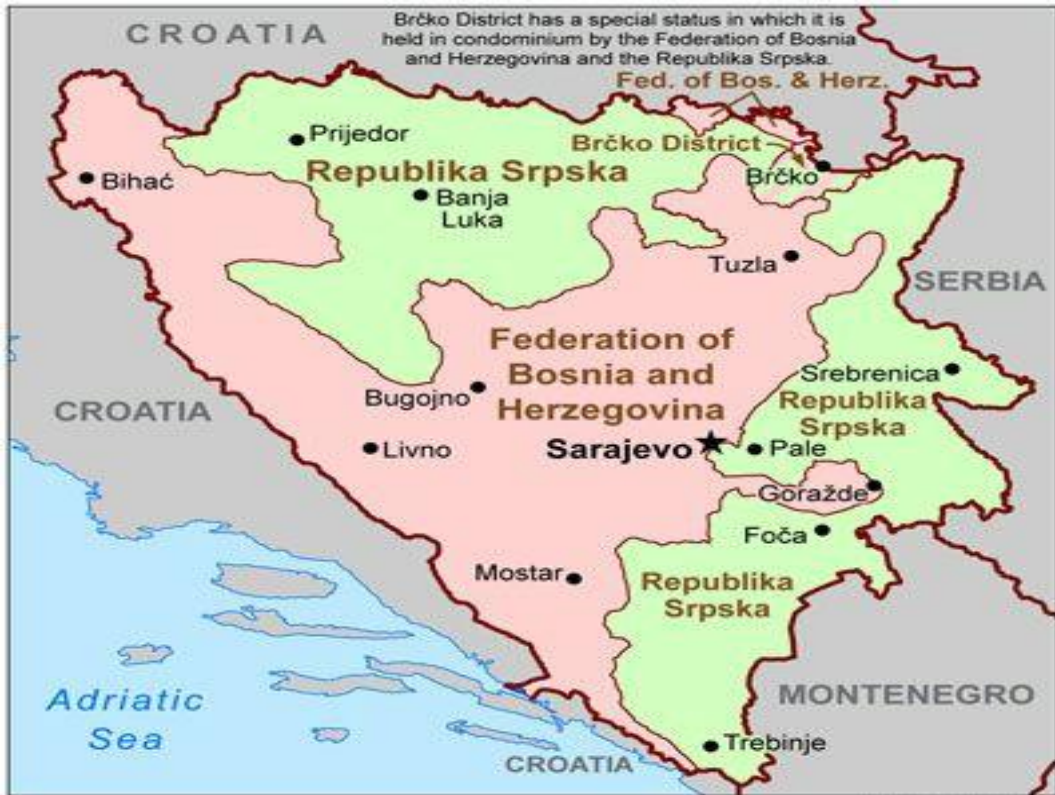 CROATIA
Brčko District has a special status in which it is
held in condominium by the Federation of Bosnia
and Herzegovina and the Republika Srpska.
Fed. of Bos. & Herz.
Prijedor
Brčko District
Republika Srpska
Brčko
Bihać
Banja
Luka
Tuzla
SERBIA
Federation of
Bosnia and
Herzegovina
Srebrenica
Bugojno
Republika
Srpska
CROATIA
Livno
Sarajevo
Pale
Goražde
Foča
Mostar
Republika
Srpska
Adriatic
Sea
MONTENEGRO
Trebinje
CROATIA